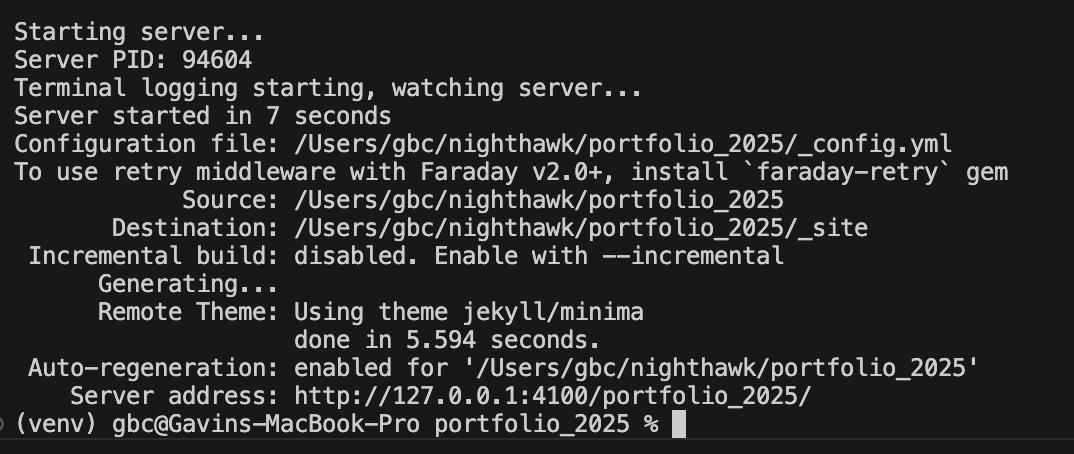 Starting server...
Server PID: 94604
Terminal logging starting, watching server...
Server started in 7 seconds
Configuration file: /Users/gbc/nighthawk/portfolio_2025/_config.yml
To use retry middleware with Faraday v2.0+, install `faraday-retry` gem
Source: /Users/gbc/nighthawk/portfolio_2025
Destination: /Users/gbc/nighthawk/portfolio_2025/_site
Incremental build: disabled. Enable with --incremental
Generating...
Remote Theme: Using theme jekyll/minima
done in 5.594 seconds.
Auto-regeneration: enabled for '/Users/gbc/nighthawk/portfolio_2025'
Server address: http://127.0.0.1:4100/portfolio_2025/
(venv) gbc@Gavins-MacBook-Pro portfolio_2025 %